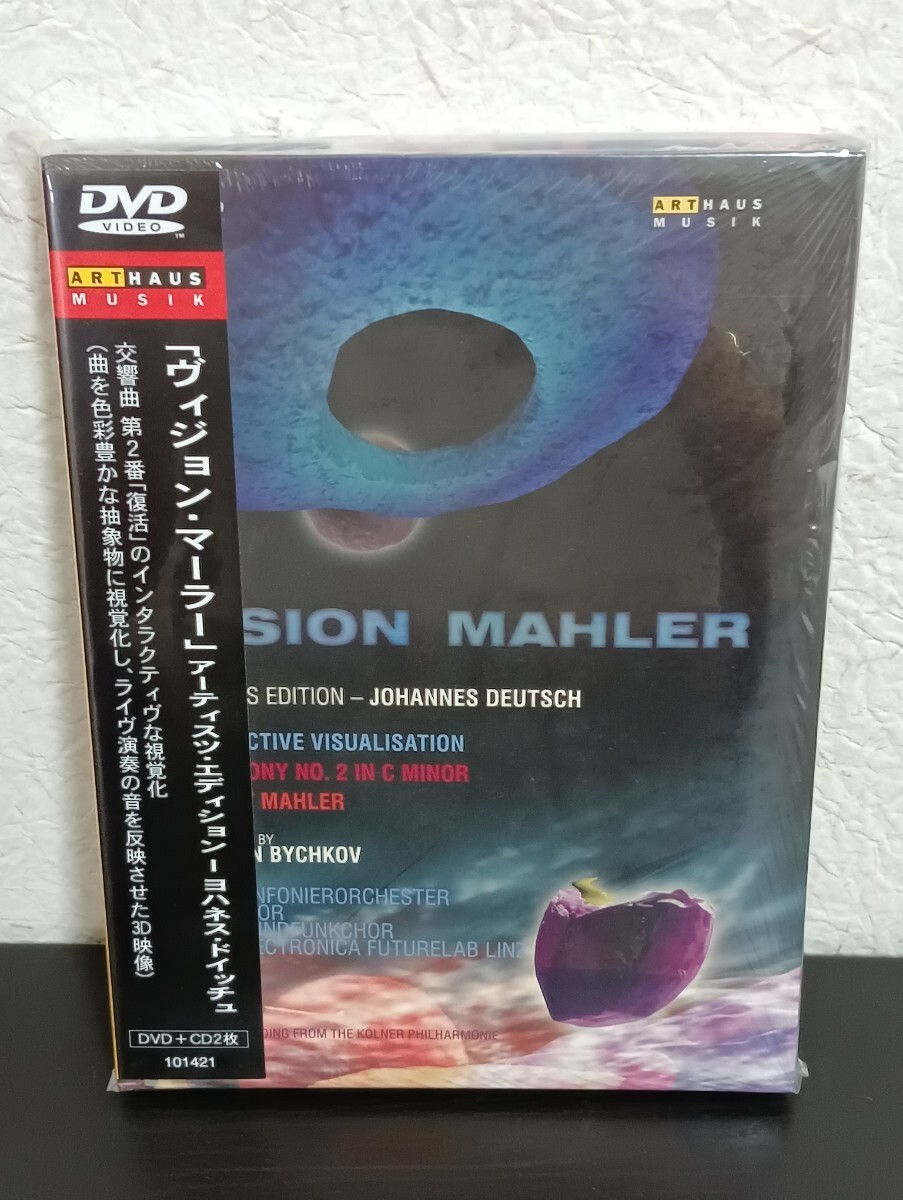 DVD
VIDEO
TM
ARTHAUS
MUSIK
「ヴィジョン・マーラー」アーティスツ・エディション―ヨハネス・ドイッチュ
交響曲 第2番「復活」のインタラクティヴな視覚化
(曲を色彩豊かな抽象物に視覚化し、ライヴ演奏の音を反映させた3D映像)
DVD+CD2枚
101421
ARTHAUS
MUSIK
SION MAHLER
S EDITION – JOHANNES DEUTSCH
CTIVE VISUALISATION
ONY NO. 2 IN C MINOR
MAHLER
BY
N BYCHKOV
NFONIERORCHESTER
OR
NDFUNKCHOR
ECTRONICA FUTURELAB LINZ
DING FROM THE KÖLNER PHILHARMONIE